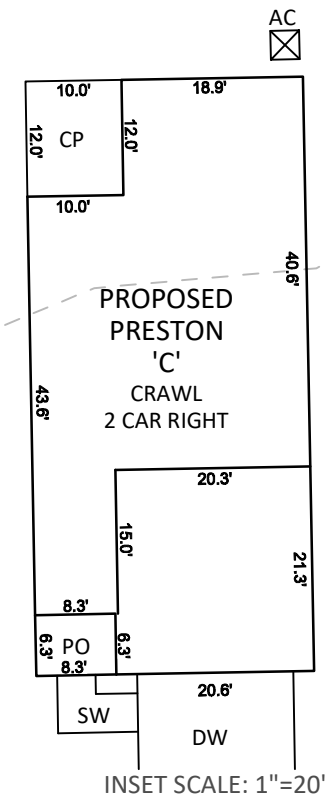 AC
10.0'
18.9'
12.0'
CP
12.0'
10.0'
40.6'
PROPOSED
PRESTON
'C'
CRAWL
2 CAR RIGHT
43.6'
20.3'
15.0'
21.3'
8.3'
6.3'
PO
6.3'
8.3'
20.6'
SW
DW
INSET SCALE: 1"=20'